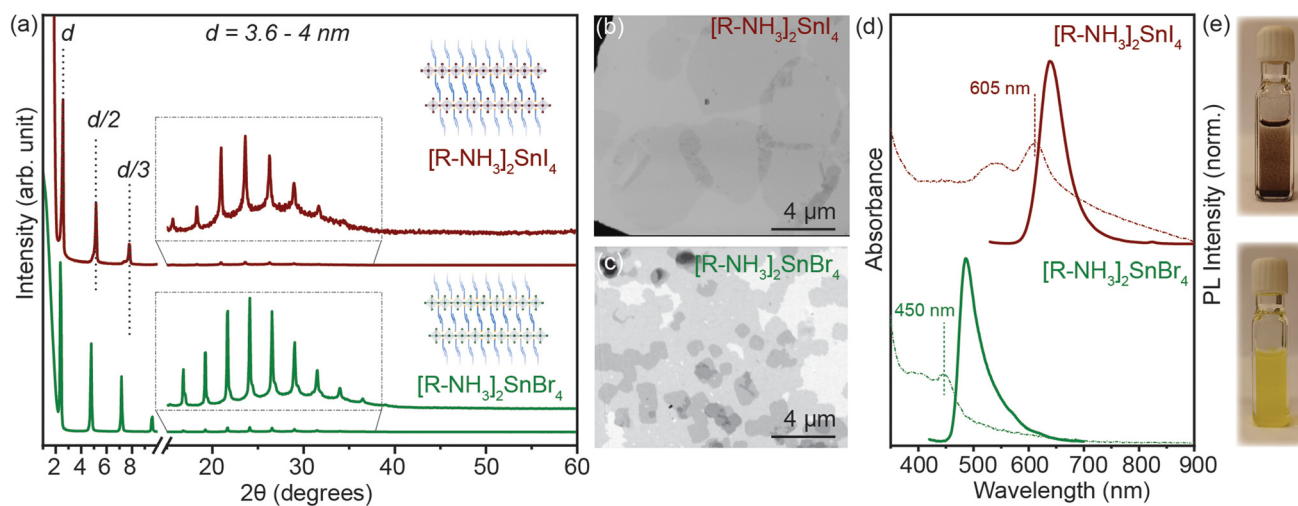 (a)
d
d = 3.6 - 4 nm
d/2
d/3
[R-NH₃]₂SnI₄
[R-NH₃]₂SnBr₄
Intensity (arb. unit)
2 4 6 8 20 30 40 50 60
2θ (degrees)
(b)
[R-NH₃]₂SnI₄
4 µm
(c)
[R-NH₃]₂SnBr₄
4 µm
(d)
[R-NH₃]₂SnI₄
605 nm
[R-NH₃]₂SnBr₄
450 nm
Absorbance
PL Intensity (norm.)
400 500 600 700 800 900
Wavelength (nm)
(e)